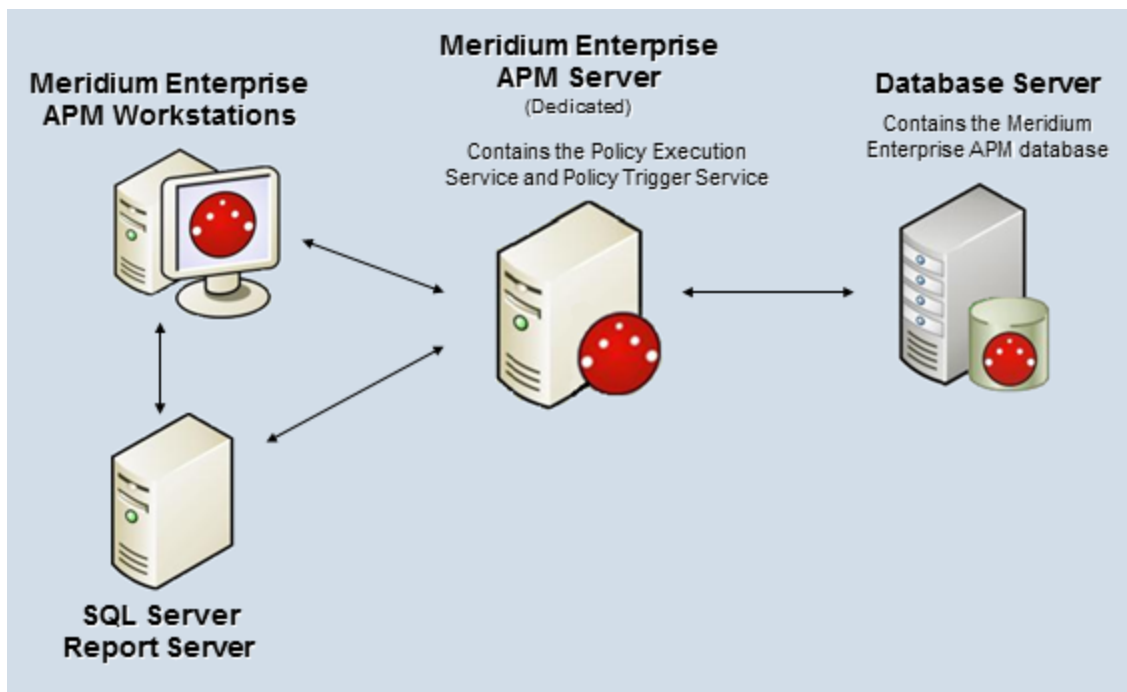 Meridium Enterprise
APM Workstations
Meridium Enterprise
APM Server
(Dedicated)
Contains the Policy Execution
Service and Policy Trigger Service
Database Server
Contains the Meridium
Enterprise APM database
SQL Server
Report Server